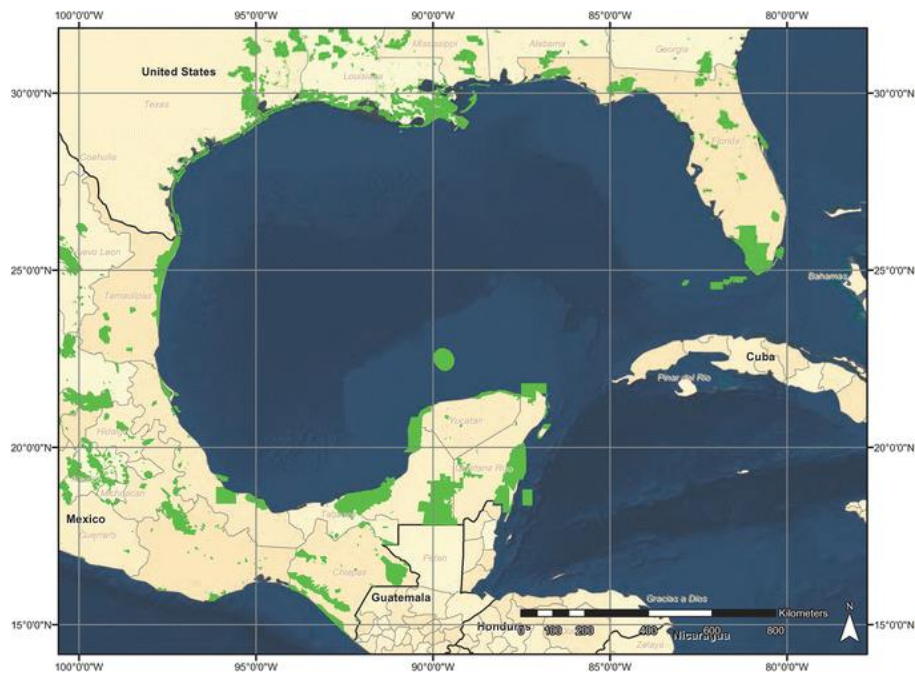 100°0'0"W 95°0'0"W 90°0'0"W 85°0'0"W 80°0'0"W
Mississippi
Alabama
Georgia
United States
Louisiana
30°0'0"N
30°0'0"N
Texas
Florida
Coahuila
Nuevo Leon
25°0'0"N
25°0'0"N
Bahamas
Tamaulipas
Cuba
Pinar del Rio
Yucatan
Hidalgo
20°0'0"N
20°0'0"N
Quintana Roo
Michoacan
Mexico
Guerrero
Peten
Chiapas
Guatemala
Gracias a Dios
Kilometers
N
15°0'0"N
15°0'0"N
Honduras
0 100 200 400 600 800
Nicaragua
Zelaya
100°0'0"W 95°0'0"W 90°0'0"W 85°0'0"W 80°0'0"W